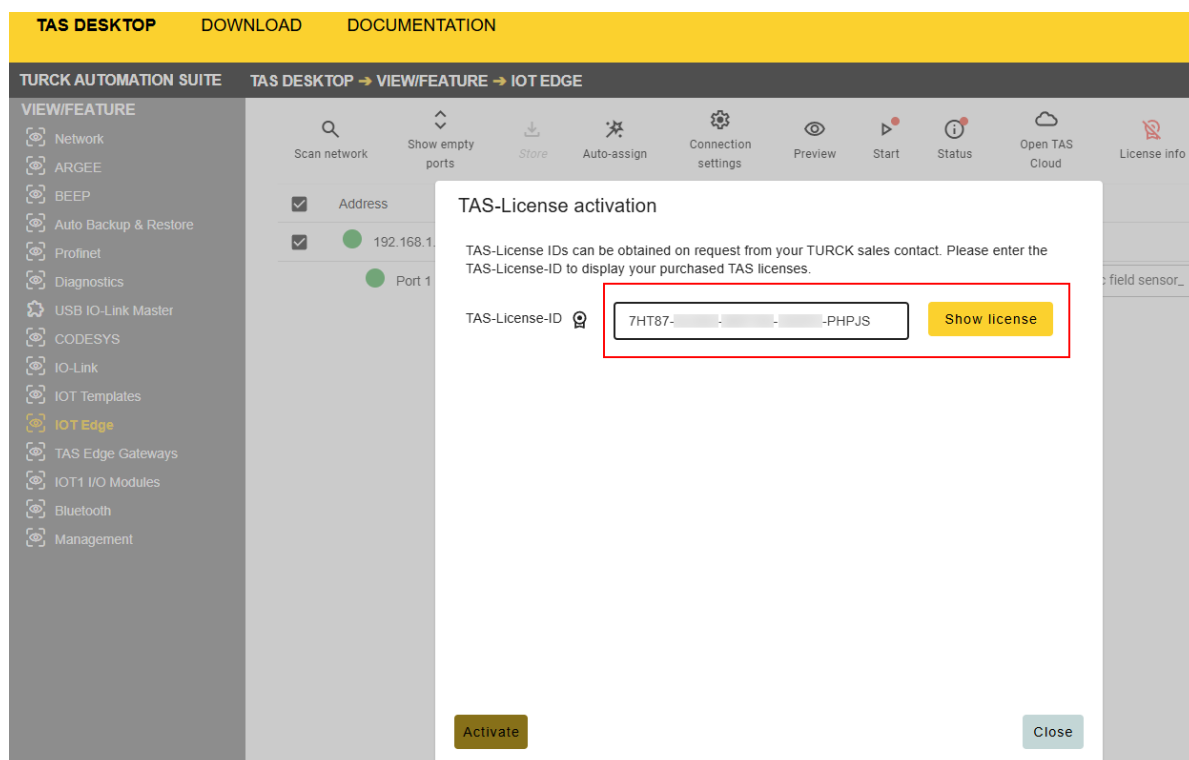 TAS DESKTOP DOWNLOAD DOCUMENTATION
TURCK AUTOMATION SUITE TAS DESKTOP ➔ VIEW/FEATURE ➔ IOT EDGE
VIEW/FEATURE
Network
ARGEE
BEEP
Auto Backup & Restore
Profinet
Diagnostics
USB IO-Link Master
CODESYS
IO-Link
IOT Templates
IOT Edge
TAS Edge Gateways
IOT1 I/O Modules
Bluetooth
Management
Scan network
Show empty
ports
Store
Auto-assign
Connection
settings
Preview
Start
Status
Open TAS
Cloud
License info
Address
192.168.1.
Port 1
c field sensor_
TAS-License activation
TAS-License IDs can be obtained on request from your TURCK sales contact. Please enter the
TAS-License-ID to display your purchased TAS licenses.
TAS-License-ID 7HT87- - - -PHPJS Show license
Activate Close